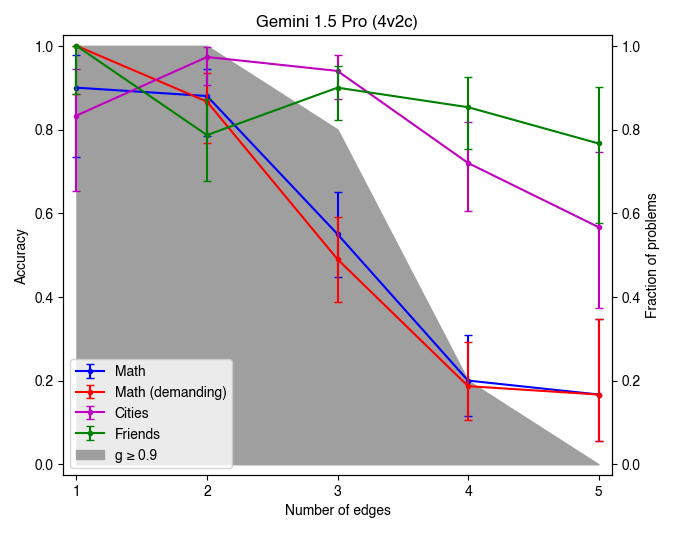 Gemini 1.5 Pro (4v2c)
1.0
0.8
0.6
0.4
0.2
0.0
Accuracy
1.0
0.8
0.6
0.4
0.2
0.0
Fraction of problems
Math
Math (demanding)
Cities
Friends
g ≥ 0.9
1 2 3 4 5
Number of edges